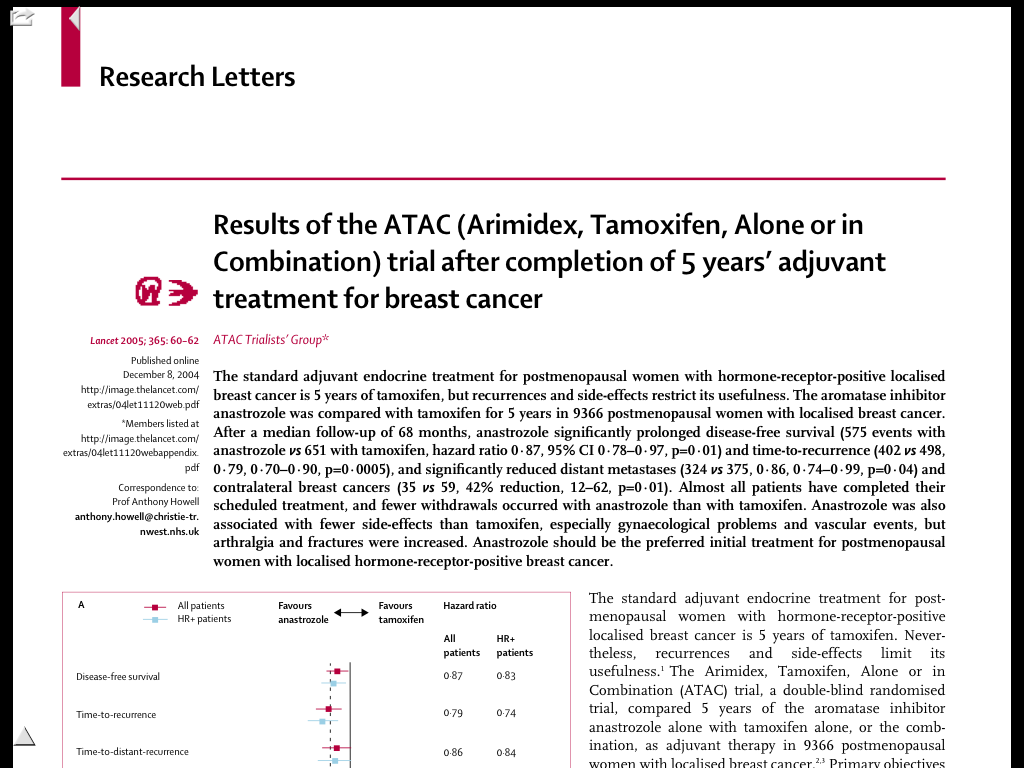 Research Letters
Results of the ATAC (Arimidex, Tamoxifen, Alone or in
Combination) trial after completion of 5 years’ adjuvant
treatment for breast cancer
Lancet 2005; 365: 60–62
Published online
December 8, 2004
http://image.thelancet.com/
extras/04let11120web.pdf
*Members listed at
http://image.thelancet.com/
extras/04let11120webappendix.
pdf
Correspondence to:
Prof Anthony Howell
anthony.howell@christie-tr.
nwest.nhs.uk
ATAC Trialists’ Group*
The standard adjuvant endocrine treatment for postmenopausal women with hormone-receptor-positive localised
breast cancer is 5 years of tamoxifen, but recurrences and side-effects restrict its usefulness. The aromatase inhibitor
anastrozole was compared with tamoxifen for 5 years in 9366 postmenopausal women with localised breast cancer.
After a median follow-up of 68 months, anastrozole significantly prolonged disease-free survival (575 events with
anastrozole vs 651 with tamoxifen, hazard ratio 0·87, 95% CI 0·78–0·97, p=0·01) and time-to-recurrence (402 vs 498,
0·79, 0·70–0·90, p=0·0005), and significantly reduced distant metastases (324 vs 375, 0·86, 0·74–0·99, p=0·04) and
contralateral breast cancers (35 vs 59, 42% reduction, 12–62, p=0·01). Almost all patients have completed their
scheduled treatment, and fewer withdrawals occurred with anastrozole than with tamoxifen. Anastrozole was also
associated with fewer side-effects than tamoxifen, especially gynaecological problems and vascular events, but
arthralgia and fractures were increased. Anastrozole should be the preferred initial treatment for postmenopausal
women with localised hormone-receptor-positive breast cancer.
A
All patients
HR+ patients
Favours
anastrozole
Favours
tamoxifen
Hazard ratio
All
patients
HR+
patients
Disease-free survival 0·87 0·83
Time-to-recurrence 0·79 0·74
Time-to-distant-recurrence 0·86 0·84
The standard adjuvant endocrine treatment for post-
menopausal women with hormone-receptor-positive
localised breast cancer is 5 years of tamoxifen. Never-
theless, recurrences and side-effects limit its
usefulness.¹ The Arimidex, Tamoxifen, Alone or in
Combination (ATAC) trial, a double-blind randomised
trial, compared 5 years of the aromatase inhibitor
anastrozole alone with tamoxifen alone, or the comb-
ination, as adjuvant therapy in 9366 postmenopausal
women with localised breast cancer.²,³ Primary objectives